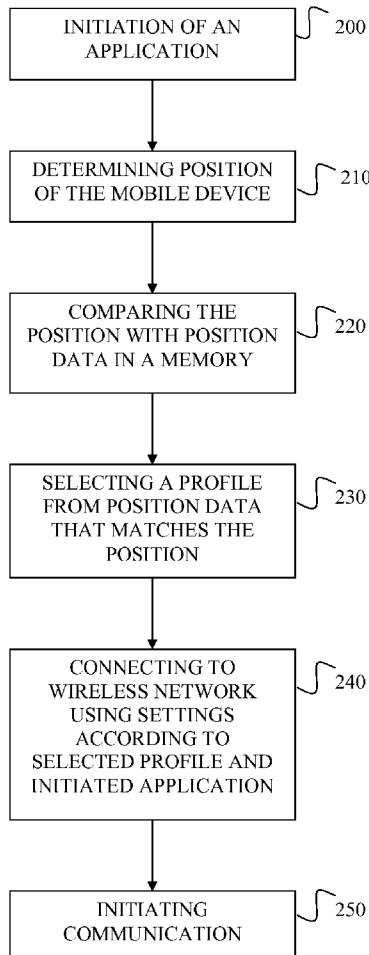 INITIATION OF AN
APPLICATION
200
DETERMINING POSITION
OF THE MOBILE DEVICE
210
COMPARING THE
POSITION WITH POSITION
DATA IN A MEMORY
220
SELECTING A PROFILE
FROM POSITION DATA
THAT MATCHES THE
POSITION
230
CONNECTING TO
WIRELESS NETWORK
USING SETTINGS
ACCORDING TO
SELECTED PROFILE AND
INITIATED APPLICATION
240
INITIATING
COMMUNICATION
250